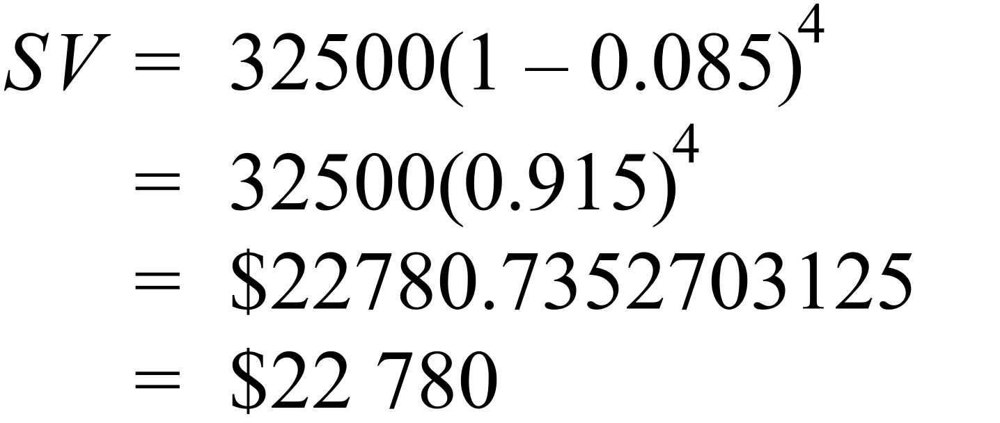 SV = 32500(1 – 0.085)⁴
= 32500(0.915)⁴
= $22780.7352703125
= $22 780